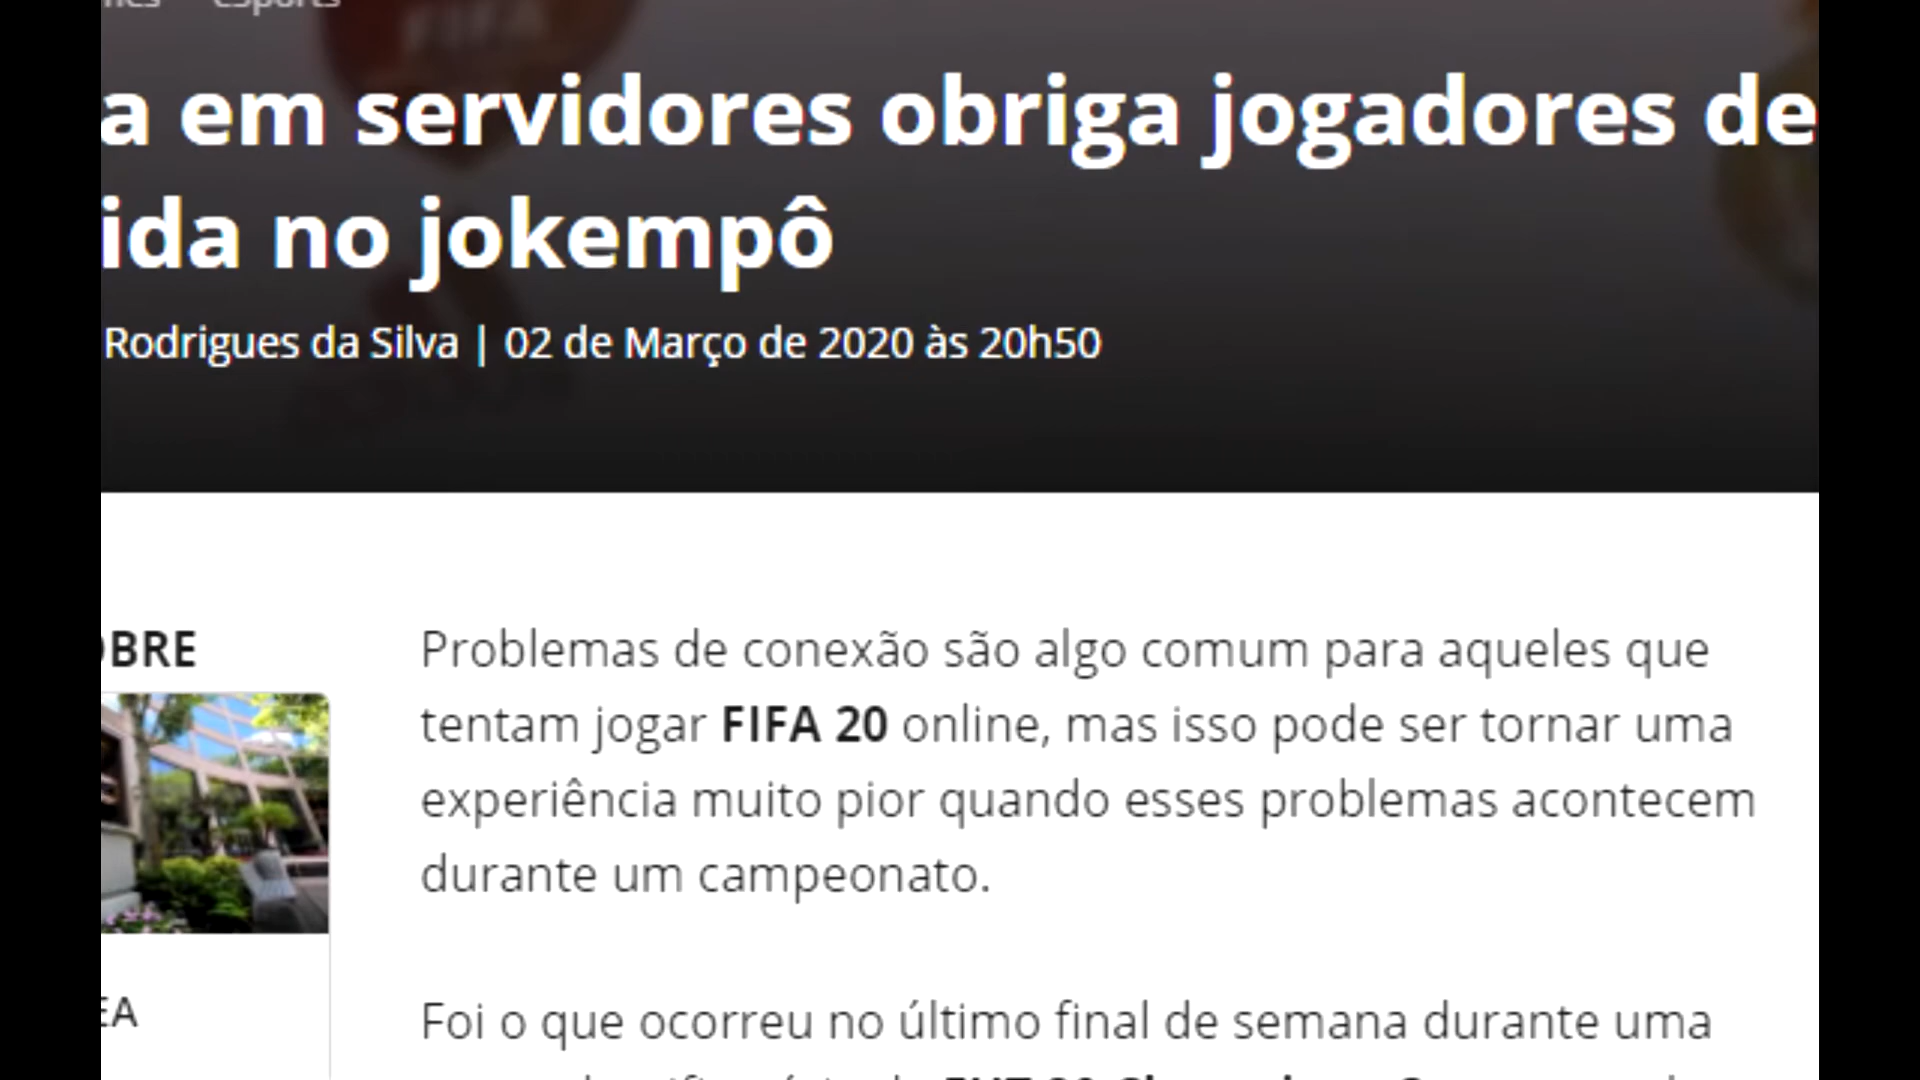 esports
FIFA
a em servidores obriga jogadores de
ida no jokempô
Rodrigues da Silva | 02 de Março de 2020 às 20h50
OBRE
Problemas de conexão são algo comum para aqueles que
tentam jogar FIFA 20 online, mas isso pode ser tornar uma
experiência muito pior quando esses problemas acontecem
durante um campeonato.
EA
Foi o que ocorreu no último final de semana durante uma